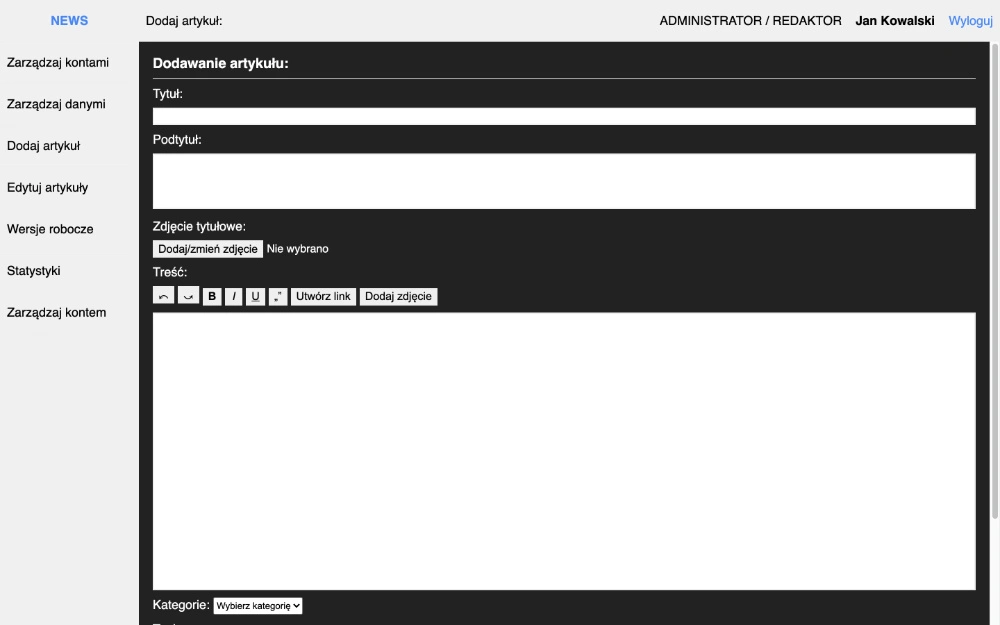 NEWS
Dodaj artykuł:
ADMINISTRATOR / REDAKTOR Jan Kowalski Wyloguj
Zarządzaj kontami
Zarządzaj danymi
Dodaj artykuł
Edytuj artykuły
Wersje robocze
Statystyki
Zarządzaj kontem
Dodawanie artykułu:
Tytuł:
Podtytuł:
Zdjęcie tytułowe:
Dodaj/zmień zdjęcie Nie wybrano
Treść:
B I U „” Utwórz link Dodaj zdjęcie
Kategorie: Wybierz kategorię